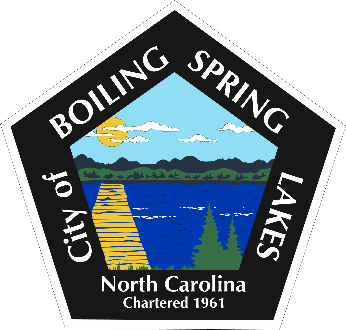 City of
BOILING
SPRING
LAKES
North Carolina
Chartered 1961